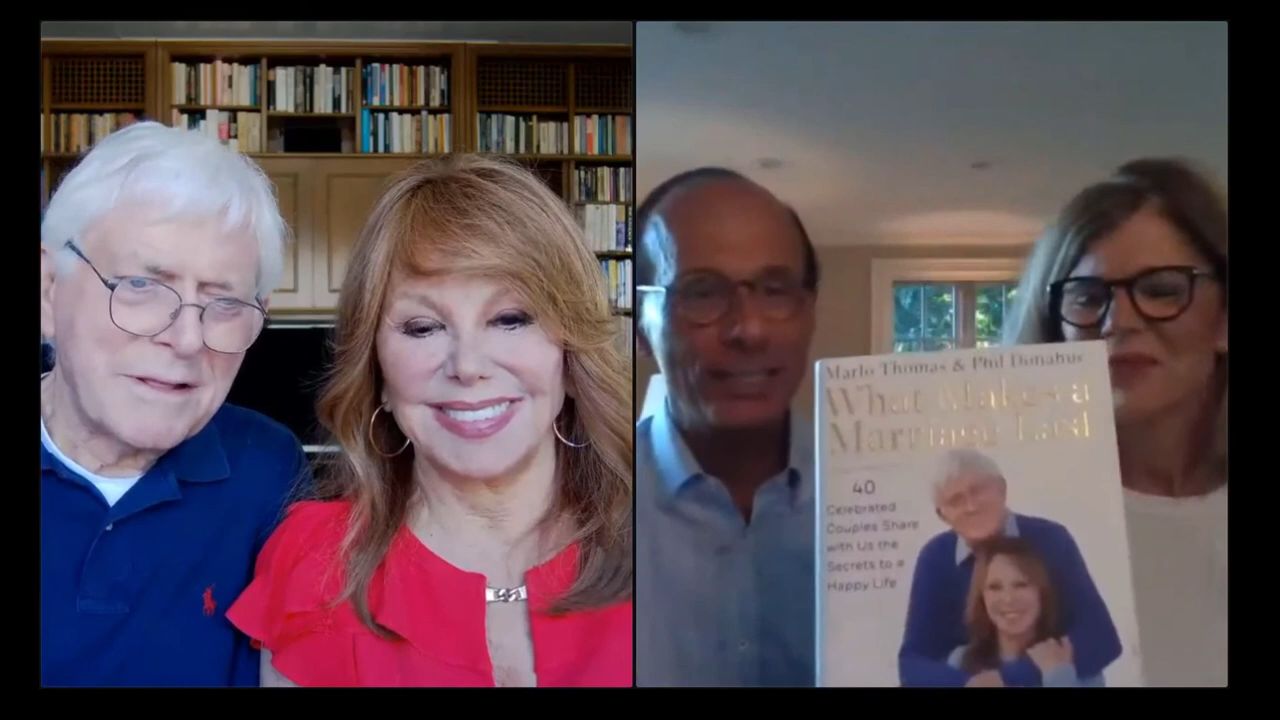 Marlo Thomas & Phil Donahue
What Makes a
Marriage Last
40
Celebrated
Couples Share
with Us the
Secrets to a
Happy Life